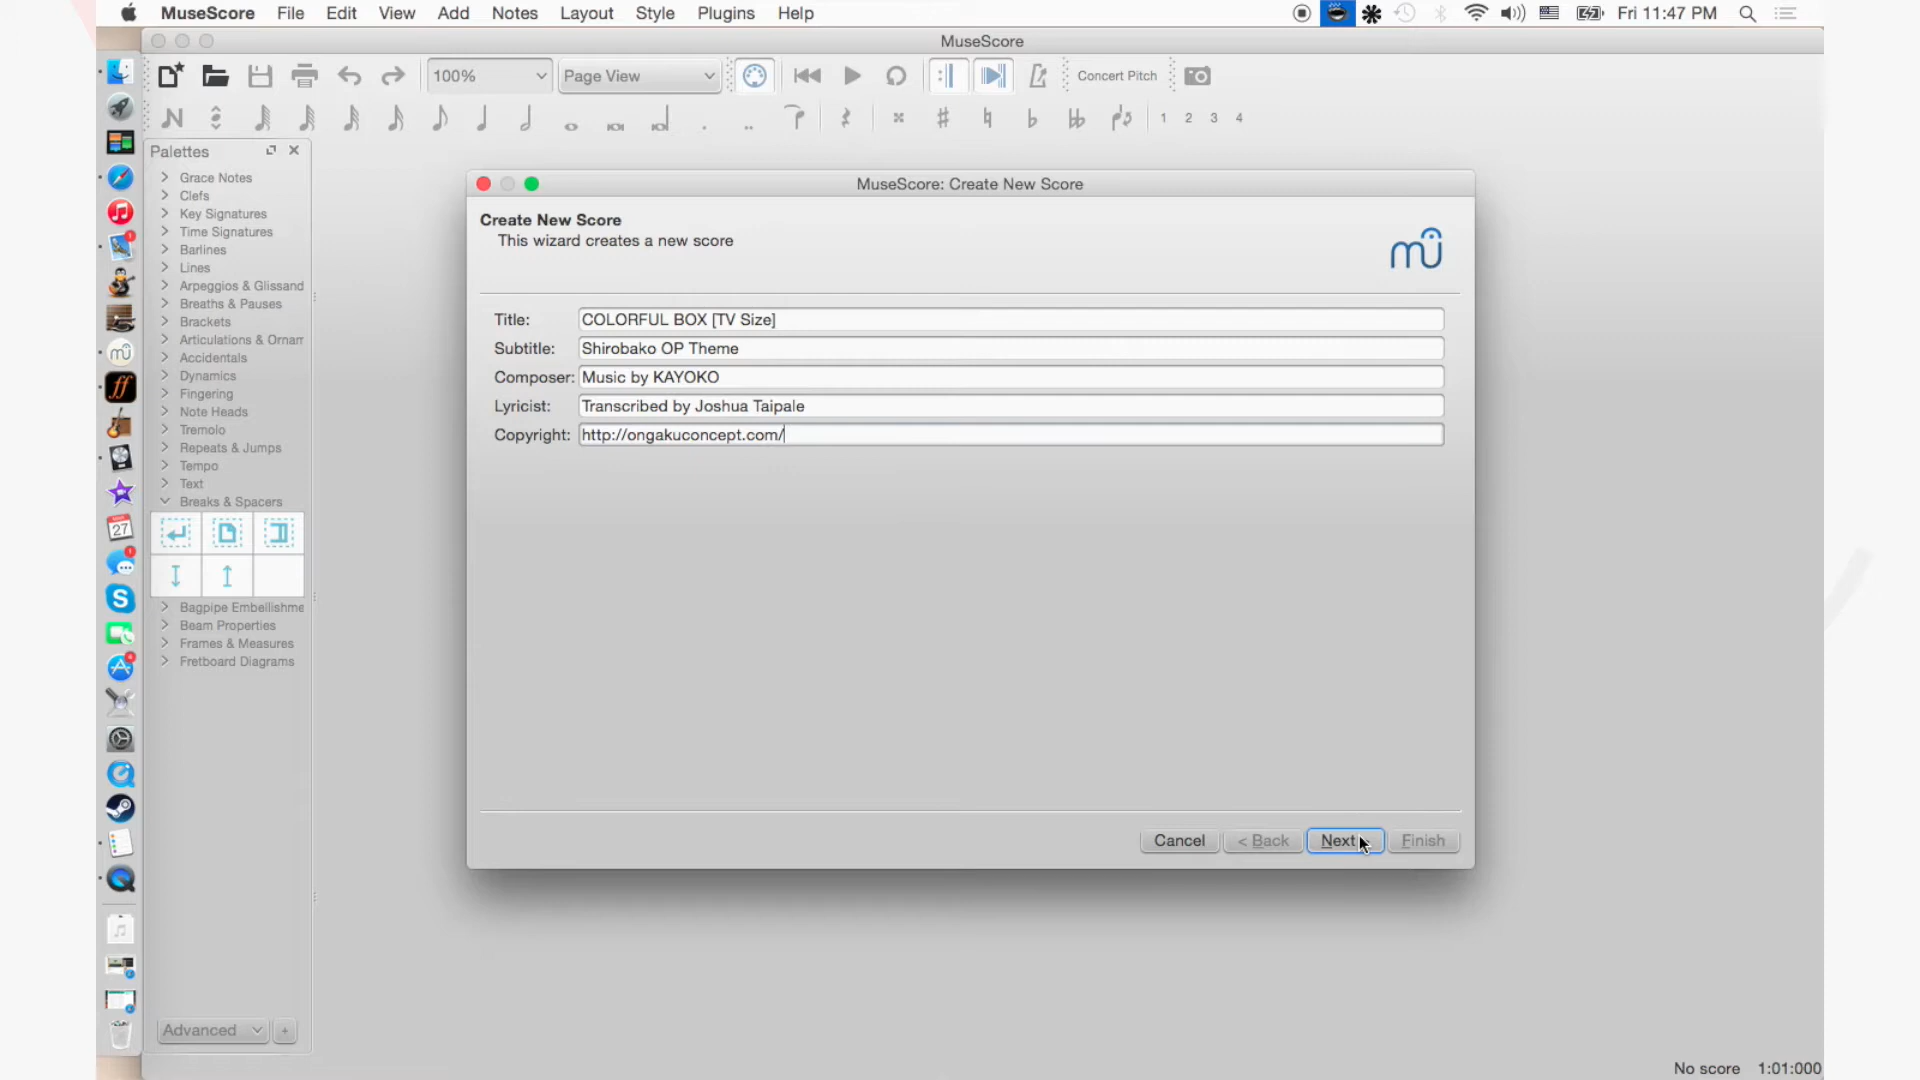 MuseScore File Edit View Add Notes Layout Style Plugins Help Fri 11:47 PM
MuseScore
100% Page View Concert Pitch
1 2 3 4
Palettes
Grace Notes
Clefs
Key Signatures
Time Signatures
Barlines
Lines
Arpeggios & Glissand
Breaths & Pauses
Brackets
Articulations & Ornam
Accidentals
Dynamics
Fingering
Note Heads
Tremolo
Repeats & Jumps
Tempo
Text
Breaks & Spacers
Bagpipe Embellishme
Beam Properties
Frames & Measures
Fretboard Diagrams
Advanced +
MuseScore: Create New Score
Create New Score
This wizard creates a new score
mü
Title: COLORFUL BOX [TV Size]
Subtitle: Shirobako OP Theme
Composer: Music by KAYOKO
Lyricist: Transcribed by Joshua Taipale
Copyright: http://ongakuconcept.com/
Cancel < Back Next Finish
27
No score 1:01:000